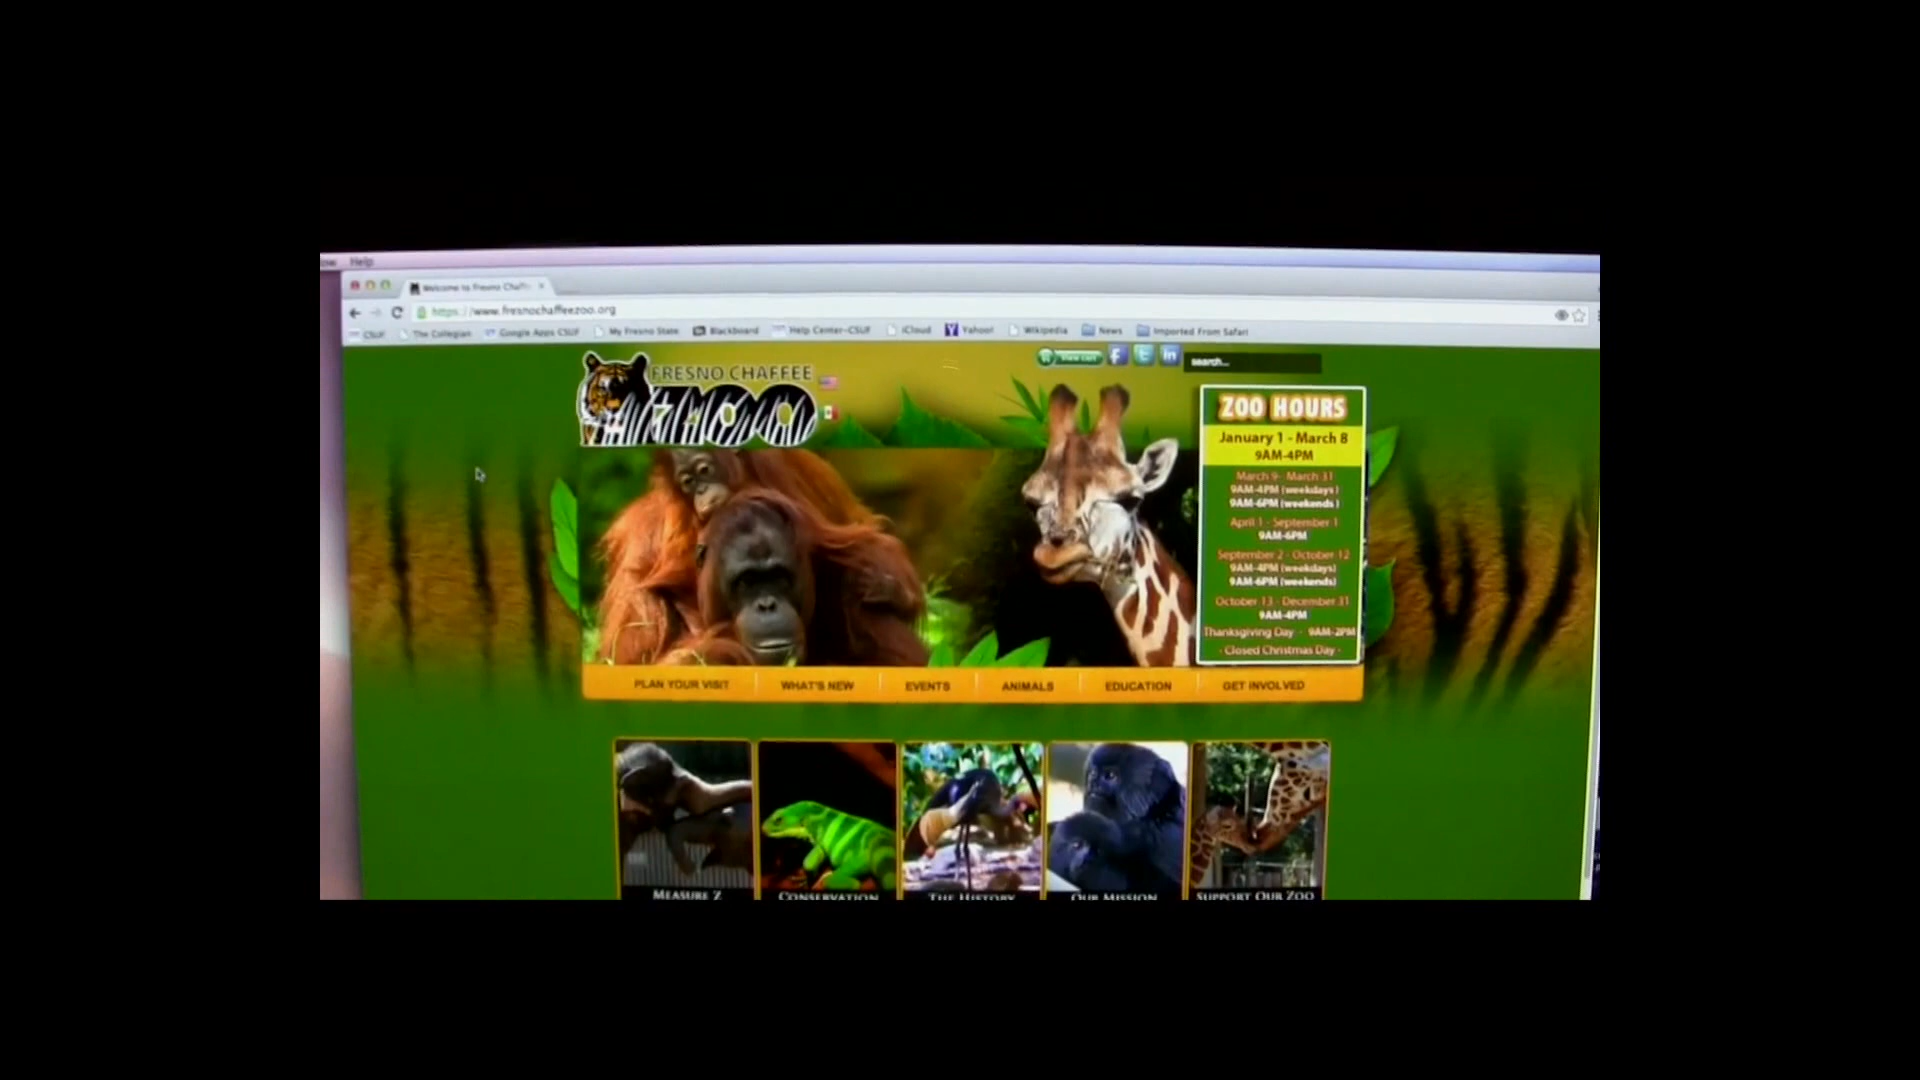 Help
Welcome to Fresno Chaff
https://www.fresnochaffeezoo.org
CSUF The Collegian Google Apps CSUF My Fresno State Blackboard Help Center-CSUF iCloud Yahoo! Wikipedia News Imported From Safari
View cart
search...
FRESNO CHAFFEE
ZOO
ZOO HOURS
January 1 - March 8
9AM-4PM
March 9- March 31
9AM-4PM (weekdays)
9AM-6PM (weekends)
April 1 - September 1
9AM-6PM
September 2 - October 12
9AM-4PM (weekdays)
9AM-6PM (weekends)
October 13 - December 31
9AM-4PM
Thanksgiving Day - 9AM-2PM
- Closed Christmas Day -
PLAN YOUR VISIT WHAT'S NEW EVENTS ANIMALS EDUCATION GET INVOLVED
MEASURE Z CONSERVATION THE HISTORY OUR MISSION SUPPORT OUR ZOO